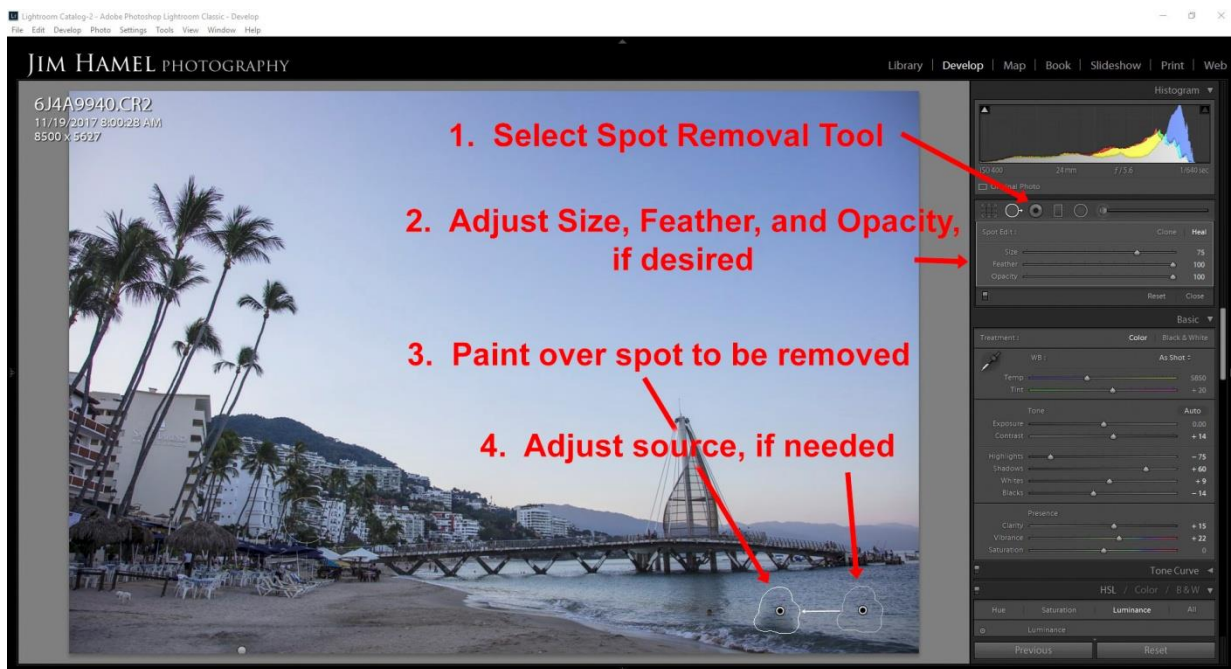 Lightroom Catalog-2 - Adobe Photoshop Lightroom Classic - Develop
File Edit Develop Photo Settings Tools View Window Help
JIM HAMEL PHOTOGRAPHY
Library | Develop | Map | Book | Slideshow | Print | Web
6J4A9940.CR2
11/19/2017 8:00:28 AM
8500 x 5627
1. Select Spot Removal Tool
2. Adjust Size, Feather, and Opacity,
if desired
3. Paint over spot to be removed
4. Adjust source, if needed
Histogram
ISO 400 24 mm ƒ / 5.6 1/640 sec
Original Photo
Spot Edit : Clone Heal
Size 75
Feather 100
Opacity 100
Reset Close
Basic
Treatment : Color Black & White
WB : As Shot
Temp 5850
Tint + 20
Tone Auto
Exposure 0.00
Contrast + 14
Highlights − 75
Shadows + 60
Whites + 9
Blacks − 14
Presence
Clarity + 15
Vibrance + 22
Saturation 0
Tone Curve
HSL / Color / B & W
Hue Saturation Luminance All
Luminance
Previous Reset